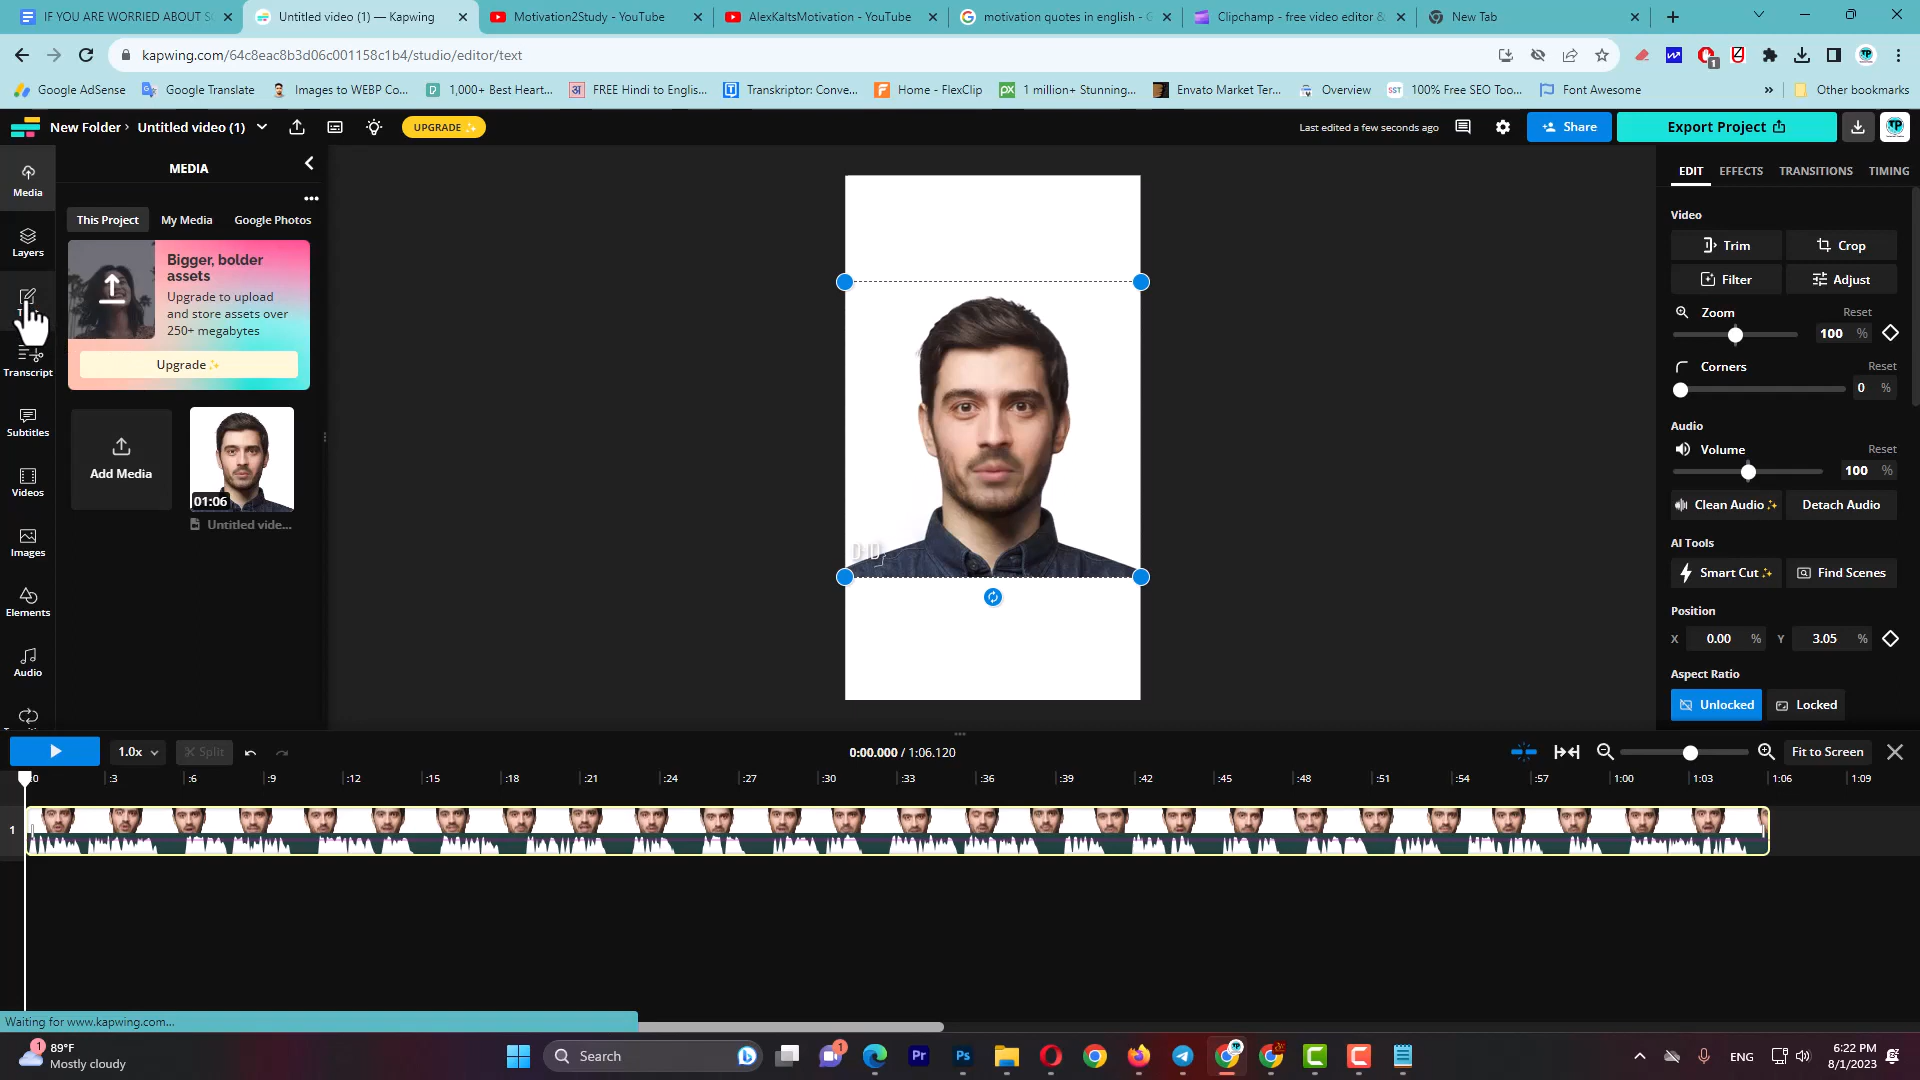 IF YOU ARE WORRIED ABOUT S
Untitled video (1) — Kapwing
Motivation2Study - YouTube
AlexKaltsMotivation - YouTube
motivation quotes in english - G
Clipchamp - free video editor &
New Tab
kapwing.com/64c8eac8b3d06c001158c1b4/studio/editor/text
1
Google AdSense
Google Translate
Images to WEBP Co...
1,000+ Best Heart...
FREE Hindi to Englis...
Transkriptor: Conve...
Home - FlexClip
1 million+ Stunning...
Envato Market Ter...
Overview
100% Free SEO Too...
Font Awesome
»
Other bookmarks
New Folder › Untitled video (1)
UPGRADE
Last edited a few seconds ago
Share
Export Project
Media
Layers
Transcript
Subtitles
Videos
Images
Elements
Audio
MEDIA
This Project
My Media
Google Photos
Bigger, bolder
assets
Upgrade to upload
and store assets over
250+ megabytes
Upgrade
Add Media
01:06
Untitled vide...
D-ID
EDIT
EFFECTS
TRANSITIONS
TIMING
Video
Trim
Crop
Filter
Adjust
Zoom
Reset
100 %
Corners
Reset
0 %
Audio
Volume
Reset
100 %
Clean Audio
Detach Audio
AI Tools
Smart Cut
Find Scenes
Position
X 0.00 % Y 3.05 %
Aspect Ratio
Unlocked
Locked
1.0x
Split
0:00.000 / 1:06.120
Fit to Screen
:0 :3 :6 :9 :12 :15 :18 :21 :24 :27 :30 :33 :36 :39 :42 :45 :48 :51 :54 :57 1:00 1:03 1:06 1:09
1
Waiting for www.kapwing.com...
1
89°F
Mostly cloudy
Search
1
Pr
Ps
ENG
6:22 PM
8/1/2023